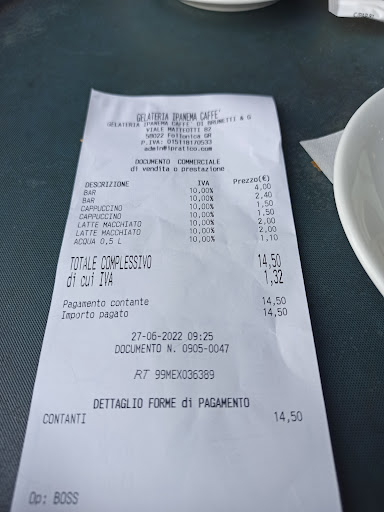 GELATERIA IPANEMA CAFFE'
GELATERIA IPANEMA CAFFE' DI BRUNETTI & G
VIALE MATTEOTTI 82
58022 Follonica GR
P.IVA: 01511870533
admin@ipratico.com
DOCUMENTO COMMERCIALE
di vendita o prestazione
DESCRIZIONE IVA Prezzo(€)
BAR 10,00% 4,00
BAR 10,00% 2,40
CAPPUCCINO 10,00% 1,50
CAPPUCCINO 10,00% 1,50
LATTE MACCHIATO 10,00% 2,00
LATTE MACCHIATO 10,00% 2,00
ACQUA 0,5 L 10,00% 1,10
TOTALE COMPLESSIVO 14,50
di cui IVA 1,32
Pagamento contante 14,50
Importo pagato 14,50
27-06-2022 09:25
DOCUMENTO N. 0905-0047
RT 99MEX036389
DETTAGLIO FORME di PAGAMENTO
CONTANTI 14,50
Op: BOSS